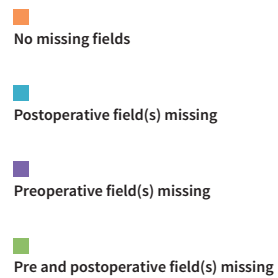 No missing fields
Postoperative field(s) missing
Preoperative field(s) missing
Pre and postoperative field(s) missing